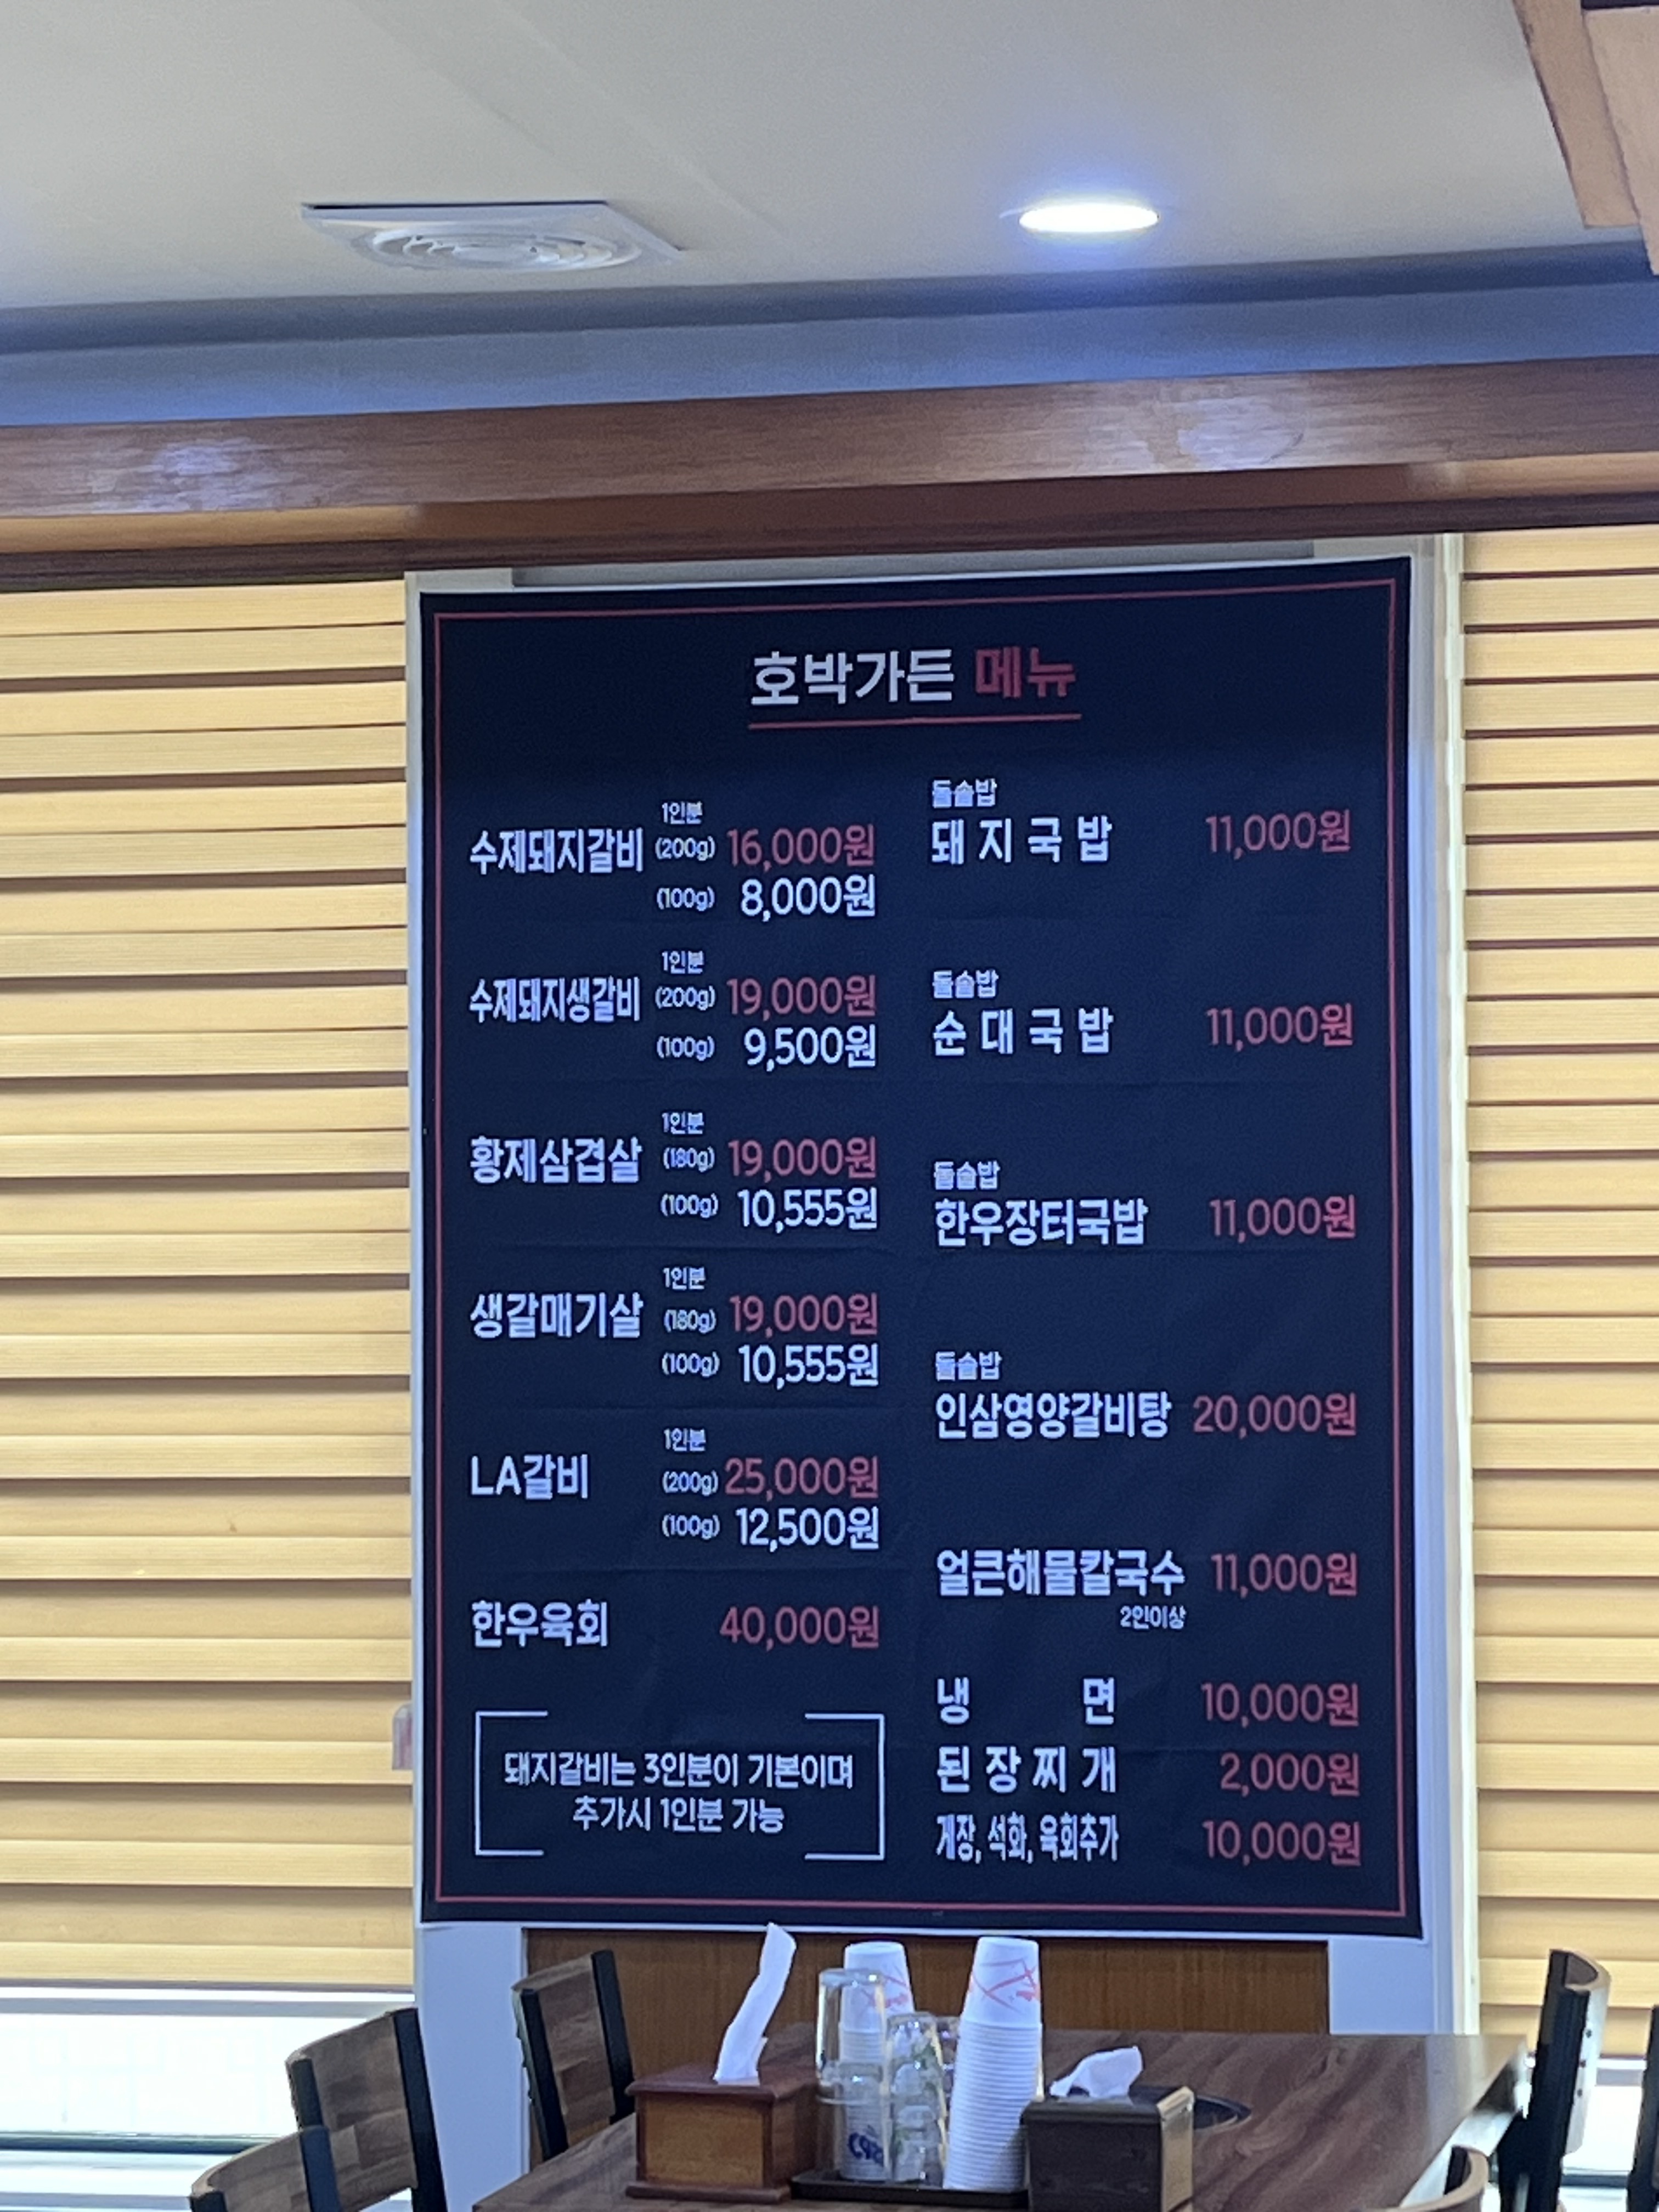 호박가든 메뉴
1인분
수제돼지갈비 (200g) 16,000원
(100g) 8,000원
1인분
수제돼지생갈비 (200g) 19,000원
(100g) 9,500원
1인분
황제삼겹살 (180g) 19,000원
(100g) 10,555원
1인분
생갈매기살 (180g) 19,000원
(100g) 10,555원
1인분
LA갈비 (200g) 25,000원
(100g) 12,500원
한우육회 40,000원
돼지갈비는 3인분이 기본이며
추가시 1인분 가능
돌솥밥
돼지국밥 11,000원
돌솥밥
순대국밥 11,000원
돌솥밥
한우장터국밥 11,000원
돌솥밥
인삼영양갈비탕 20,000원
얼큰해물칼국수 11,000원
2인이상
냉면 10,000원
된장찌개 2,000원
게장, 석화, 육회추가 10,000원